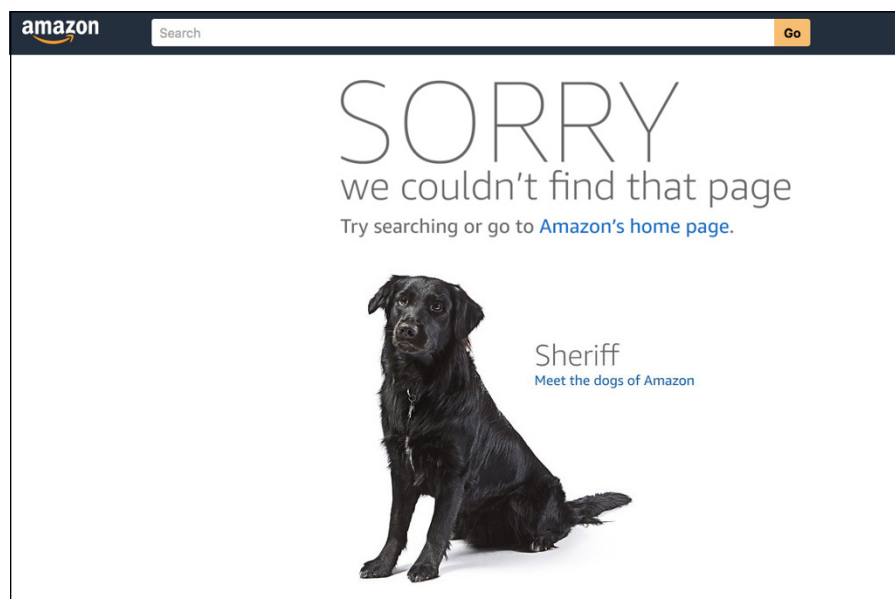 amazon
Search
Go
SORRY
we couldn't find that page
Try searching or go to Amazon's home page.
Sheriff
Meet the dogs of Amazon